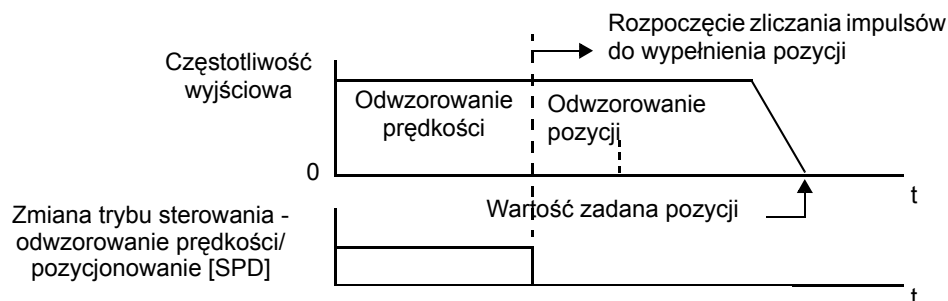 Rozpoczęcie zliczania impulsów
do wypełnienia pozycji
Częstotliwość
wyjściowa
Odwzorowanie
prędkości
Odwzorowanie
pozycji
0
t
Wartość zadana pozycji
Zmiana trybu sterowania -
odwzorowanie prędkości/
pozycjonowanie [SPD]
t